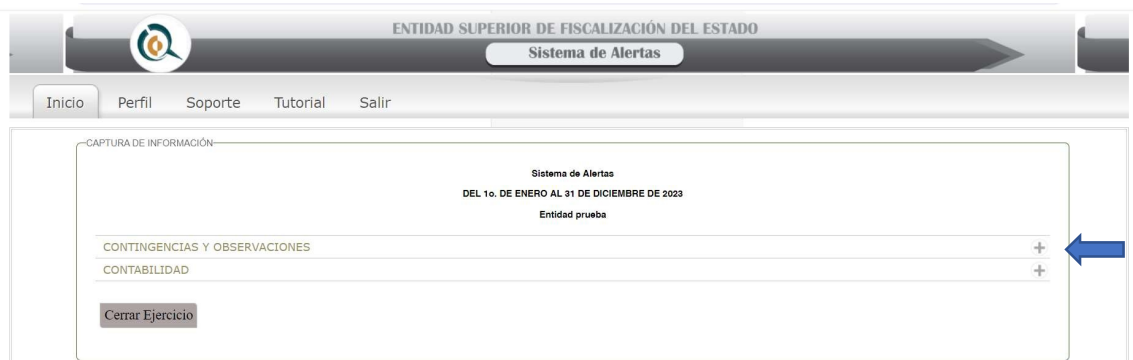 ENTIDAD SUPERIOR DE FISCALIZACIÓN DEL ESTADO
Sistema de Alertas
Inicio Perfil Soporte Tutorial Salir
CAPTURA DE INFORMACIÓN
Sistema de Alertas
DEL 1o. DE ENERO AL 31 DE DICIEMBRE DE 2023
Entidad prueba
CONTINGENCIAS Y OBSERVACIONES
CONTABILIDAD
Cerrar Ejercicio